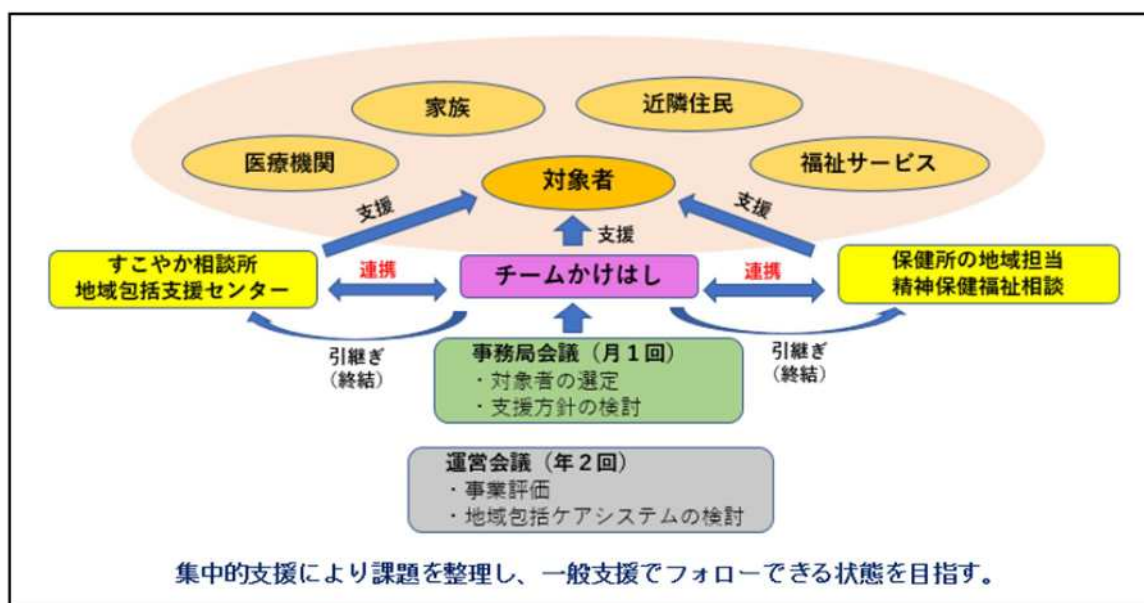 家族
近隣住民
医療機関
福祉サービス
対象者
支援
支援
支援
すこやか相談所
地域包括支援センター
連携
チームかけはし
連携
保健所の地域担当
精神保健福祉相談
引継ぎ
（終結）
事務局会議（月１回）
・対象者の選定
・支援方針の検討
引継ぎ
（終結）
運営会議（年２回）
・事業評価
・地域包括ケアシステムの検討
集中的支援により課題を整理し、一般支援でフォローできる状態を目指す。